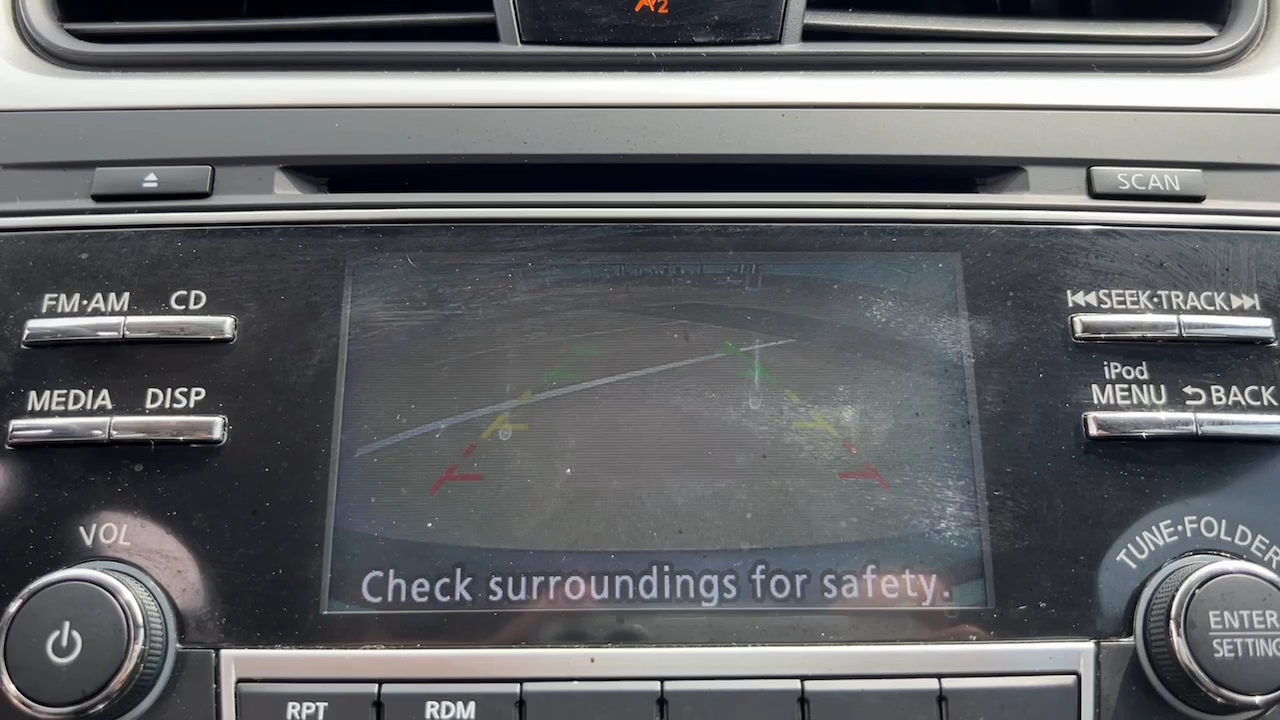 2
SCAN
FM·AM CD
SEEK·TRACK
MEDIA DISP
iPod
MENU BACK
VOL
TUNE·FOLDER
Check surroundings for safety.
ENTER
SETTING
RPT RDM